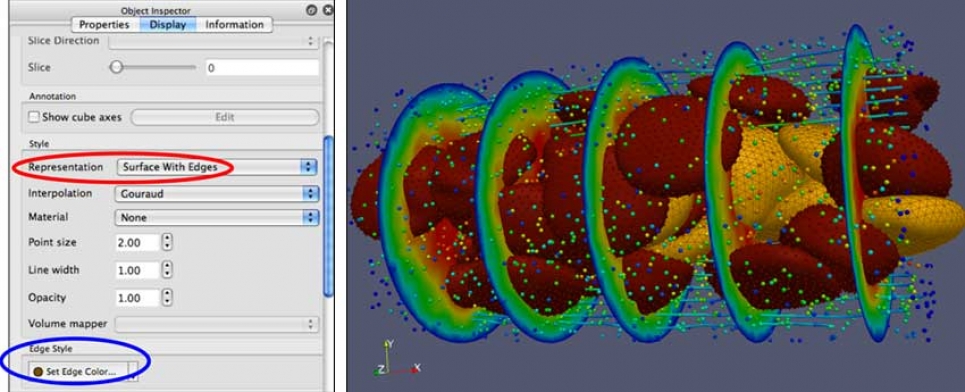 Object Inspector
Properties Display Information
Slice Direction
Slice 0
Annotation
Show cube axes Edit
Style
Representation Surface With Edges
Interpolation Gouraud
Material None
Point size 2.00
Line width 1.00
Opacity 1.00
Volume mapper
Edge Style
Set Edge Color...
Y
Z X